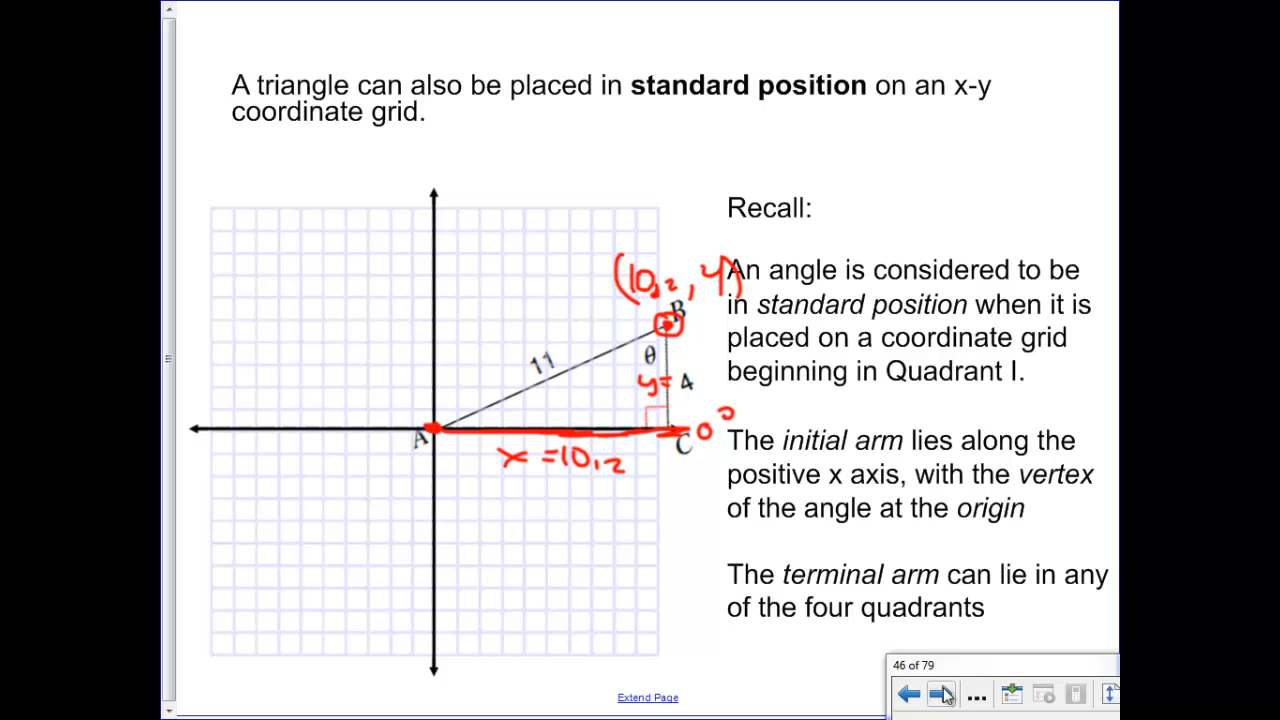 A triangle can also be placed in standard position on an x-y
coordinate grid.
Recall:
(10.2, 4)
An angle is considered to be
in standard position when it is
placed on a coordinate grid
beginning in Quadrant I.
B
11
θ
y= 4
A
C
0°
x =10.2
The initial arm lies along the
positive x axis, with the vertex
of the angle at the origin
The terminal arm can lie in any
of the four quadrants
46 of 79
Extend Page